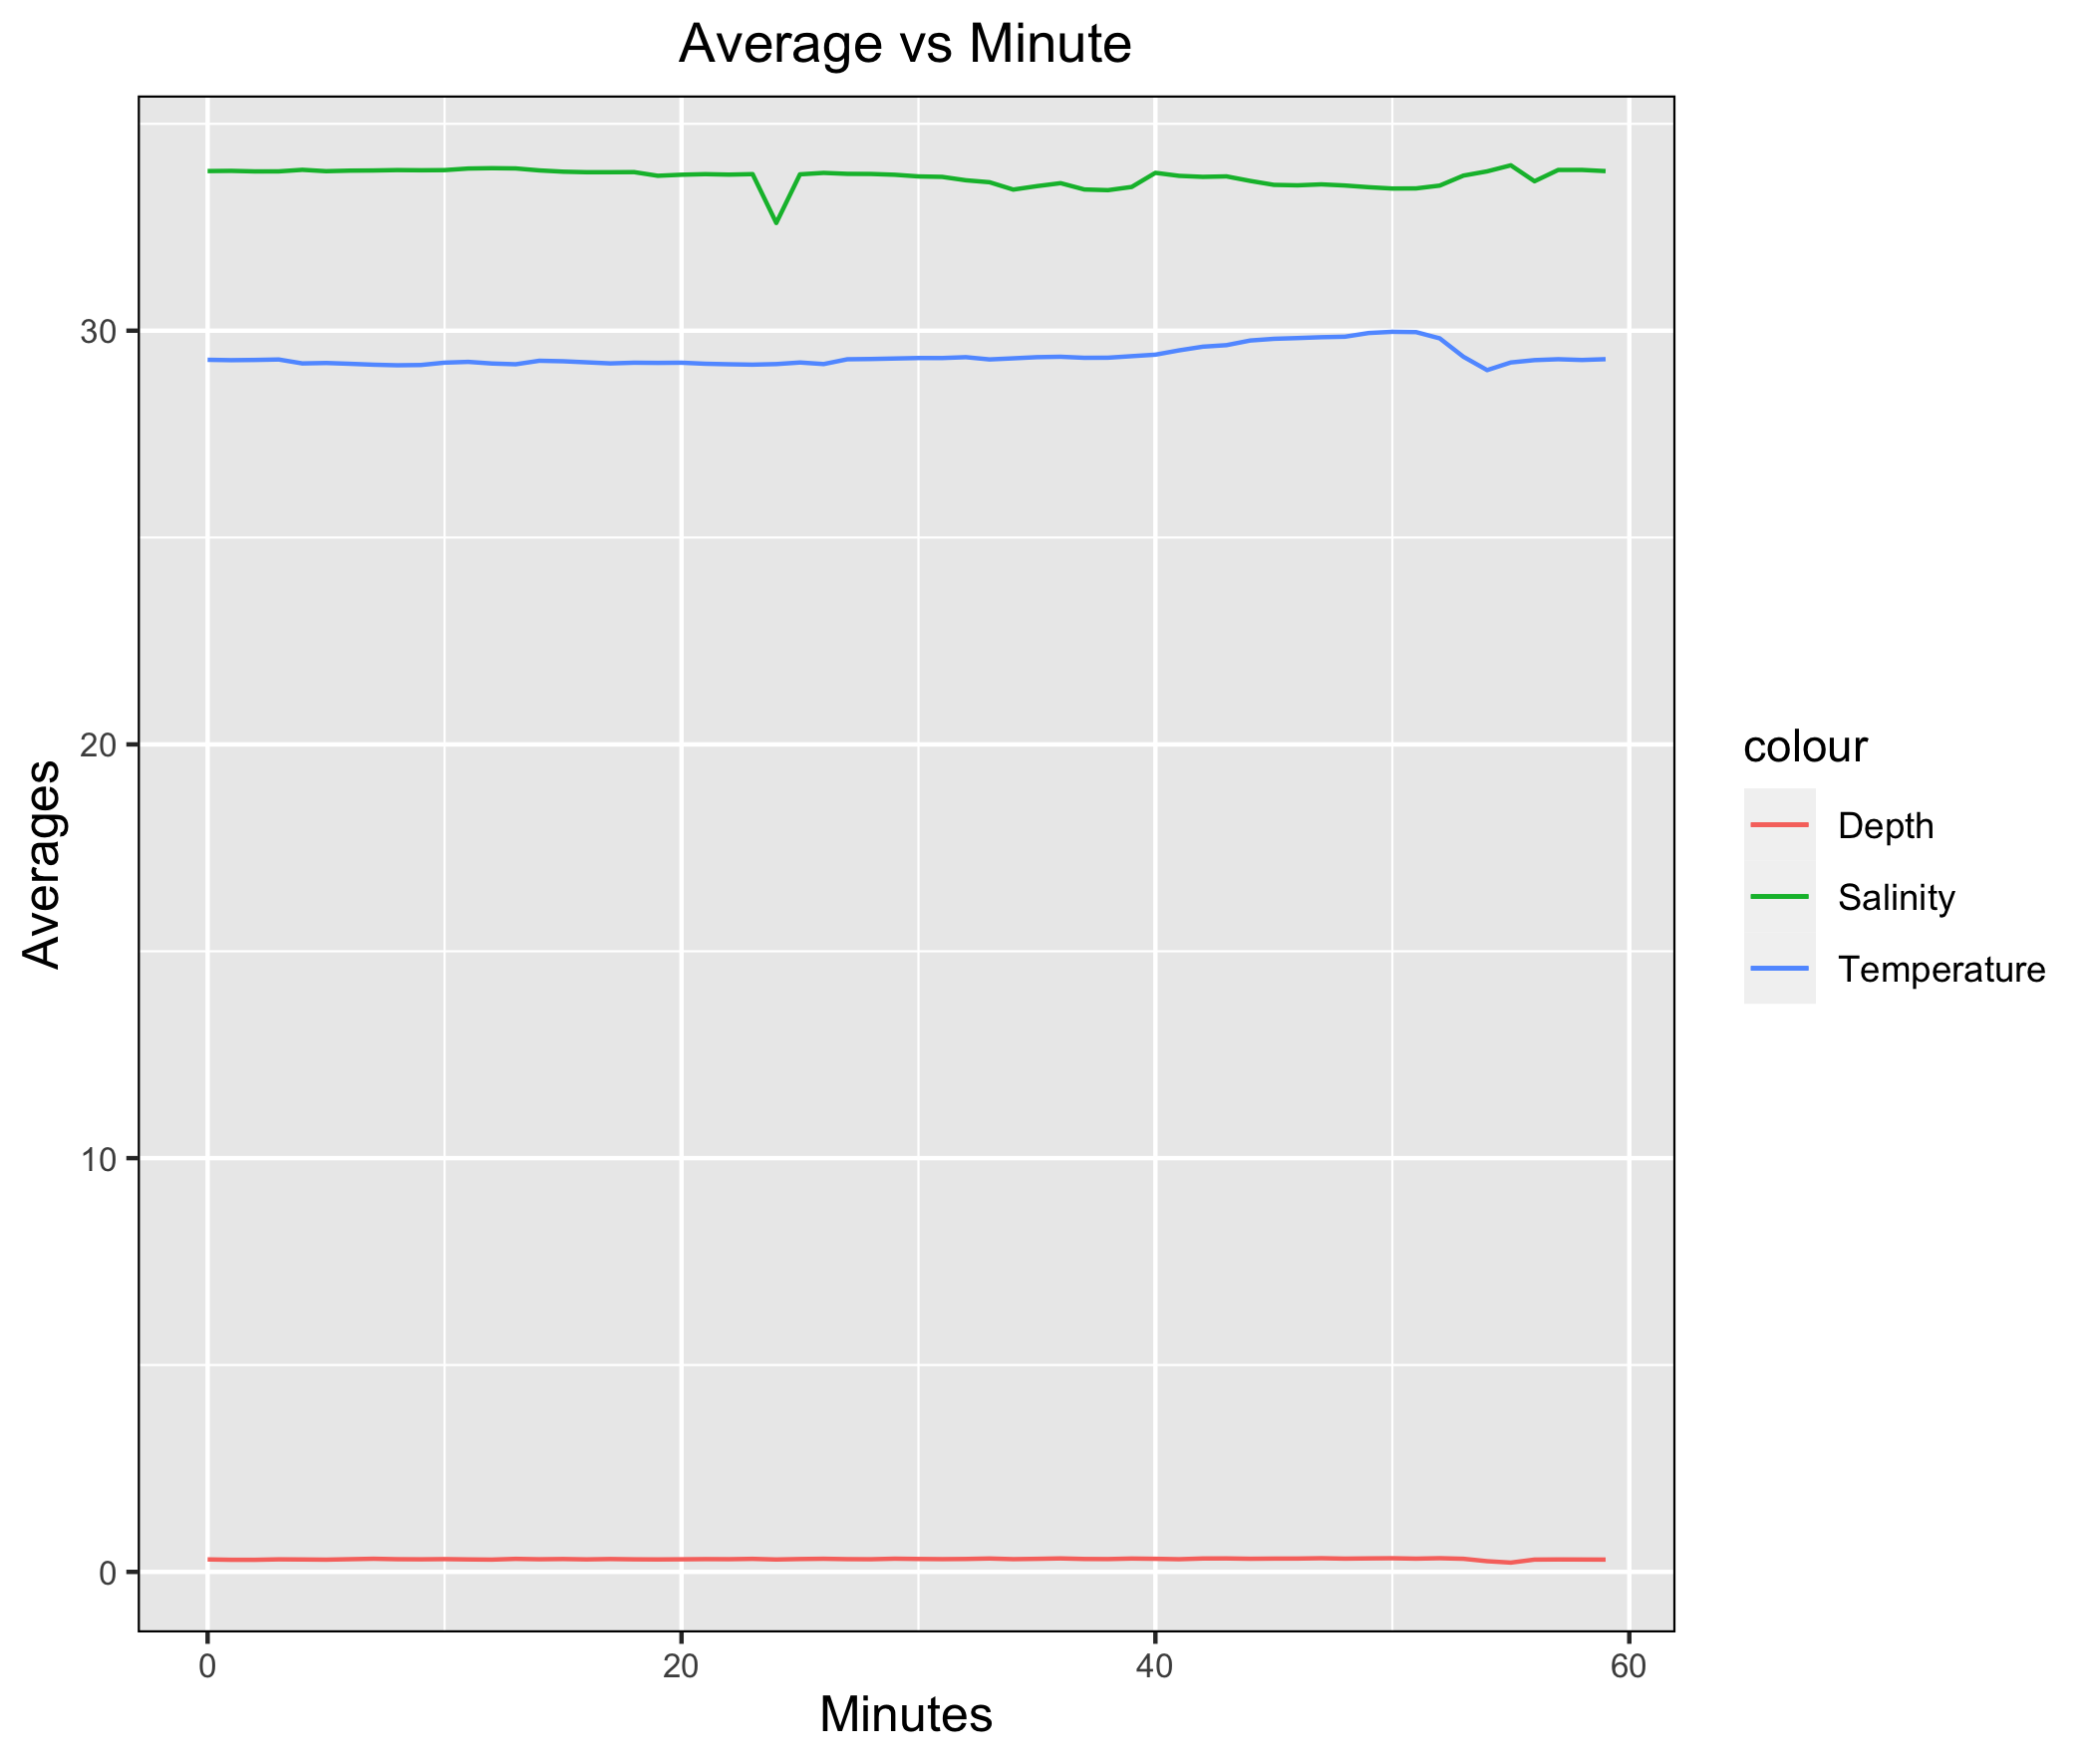 Average vs Minute
30
20
10
0
Averages
0 20 40 60
Minutes
colour
Depth
Salinity
Temperature